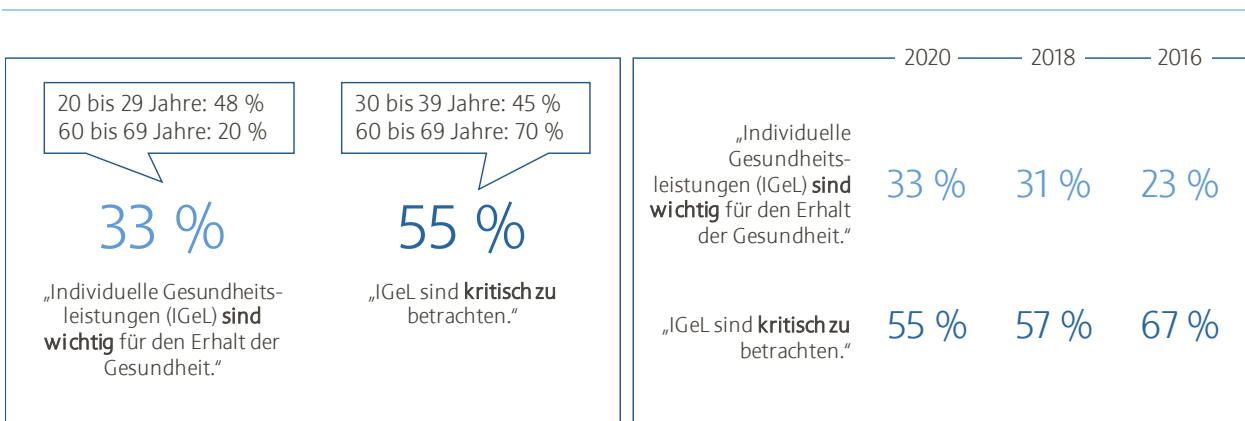 20 bis 29 Jahre: 48 %
60 bis 69 Jahre: 20 %
33 %
„Individuelle Gesundheits-
leistungen (IGeL) sind
wichtig für den Erhalt der
Gesundheit.“
30 bis 39 Jahre: 45 %
60 bis 69 Jahre: 70 %
55 %
„IGeL sind kritisch zu
betrachten.“
2020 2018 2016
„Individuelle
Gesundheits-
leistungen (IGeL) sind
wichtig für den Erhalt
der Gesundheit.“
33 % 31 % 23 %
„IGeL sind kritisch zu
betrachten.“
55 % 57 % 67 %